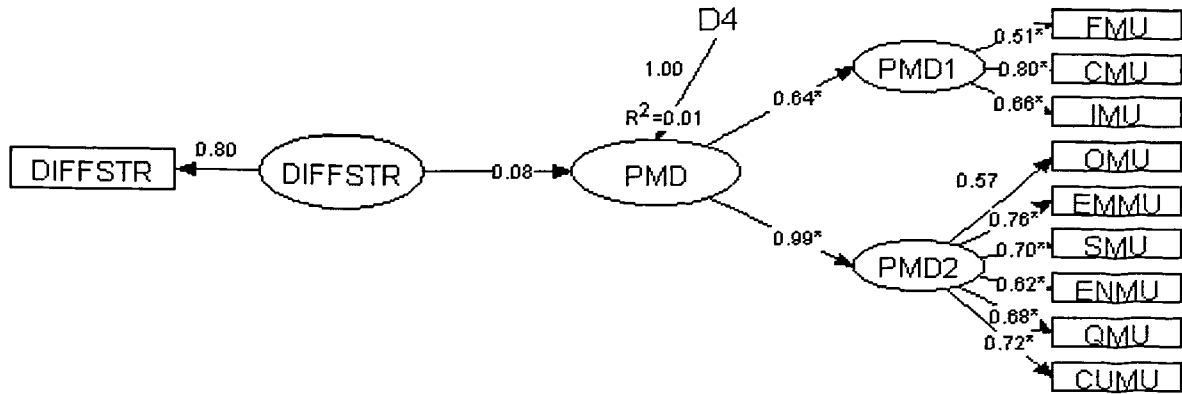 D4
1.00
R²=0.01
DIFFSTR
0.80
DIFFSTR
0.08
PMD
0.64*
0.99*
PMD1
0.51*
0.80*
0.66*
FMU
CMU
IMU
PMD2
0.57
0.76*
0.70*
0.62*
0.68*
0.72*
OMU
EMMU
SMU
ENMU
QMU
CUMU